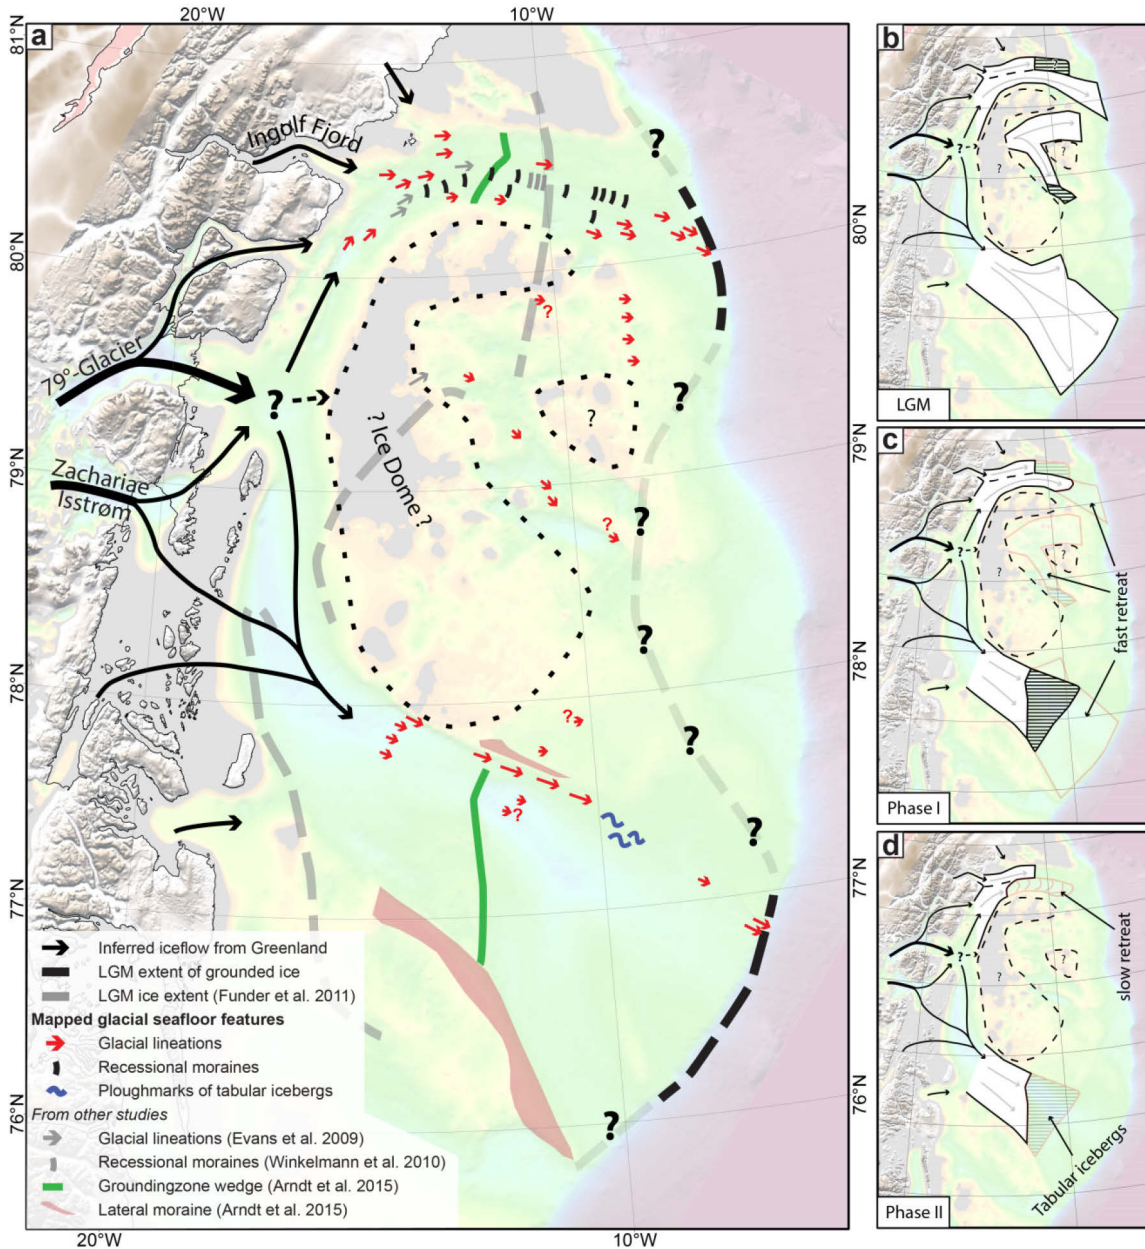 20°W
10°W
81°N
80°N
79°N
78°N
77°N
76°N
a
Ingolf Fjord
79°-Glacier
Zachariae
Isstrøm
?
? Ice Dome ?
?
?
?
?
?
?
?
?
?
?
?
?
?
Inferred iceflow from Greenland
LGM extent of grounded ice
LGM ice extent (Funder et al. 2011)
Mapped glacial seafloor features
Glacial lineations
Recessional moraines
Ploughmarks of tabular icebergs
From other studies
Glacial lineations (Evans et al. 2009)
Recessional moraines (Winkelmann et al. 2010)
Groundingzone wedge (Arndt et al. 2015)
Lateral moraine (Arndt et al. 2015)
20°W
10°W
81°N
80°N
79°N
78°N
77°N
76°N
b
?
?
?
?
LGM
c
?
?
?
fast retreat
Phase I
d
?
?
?
slow retreat
Tabular icebergs
Phase II